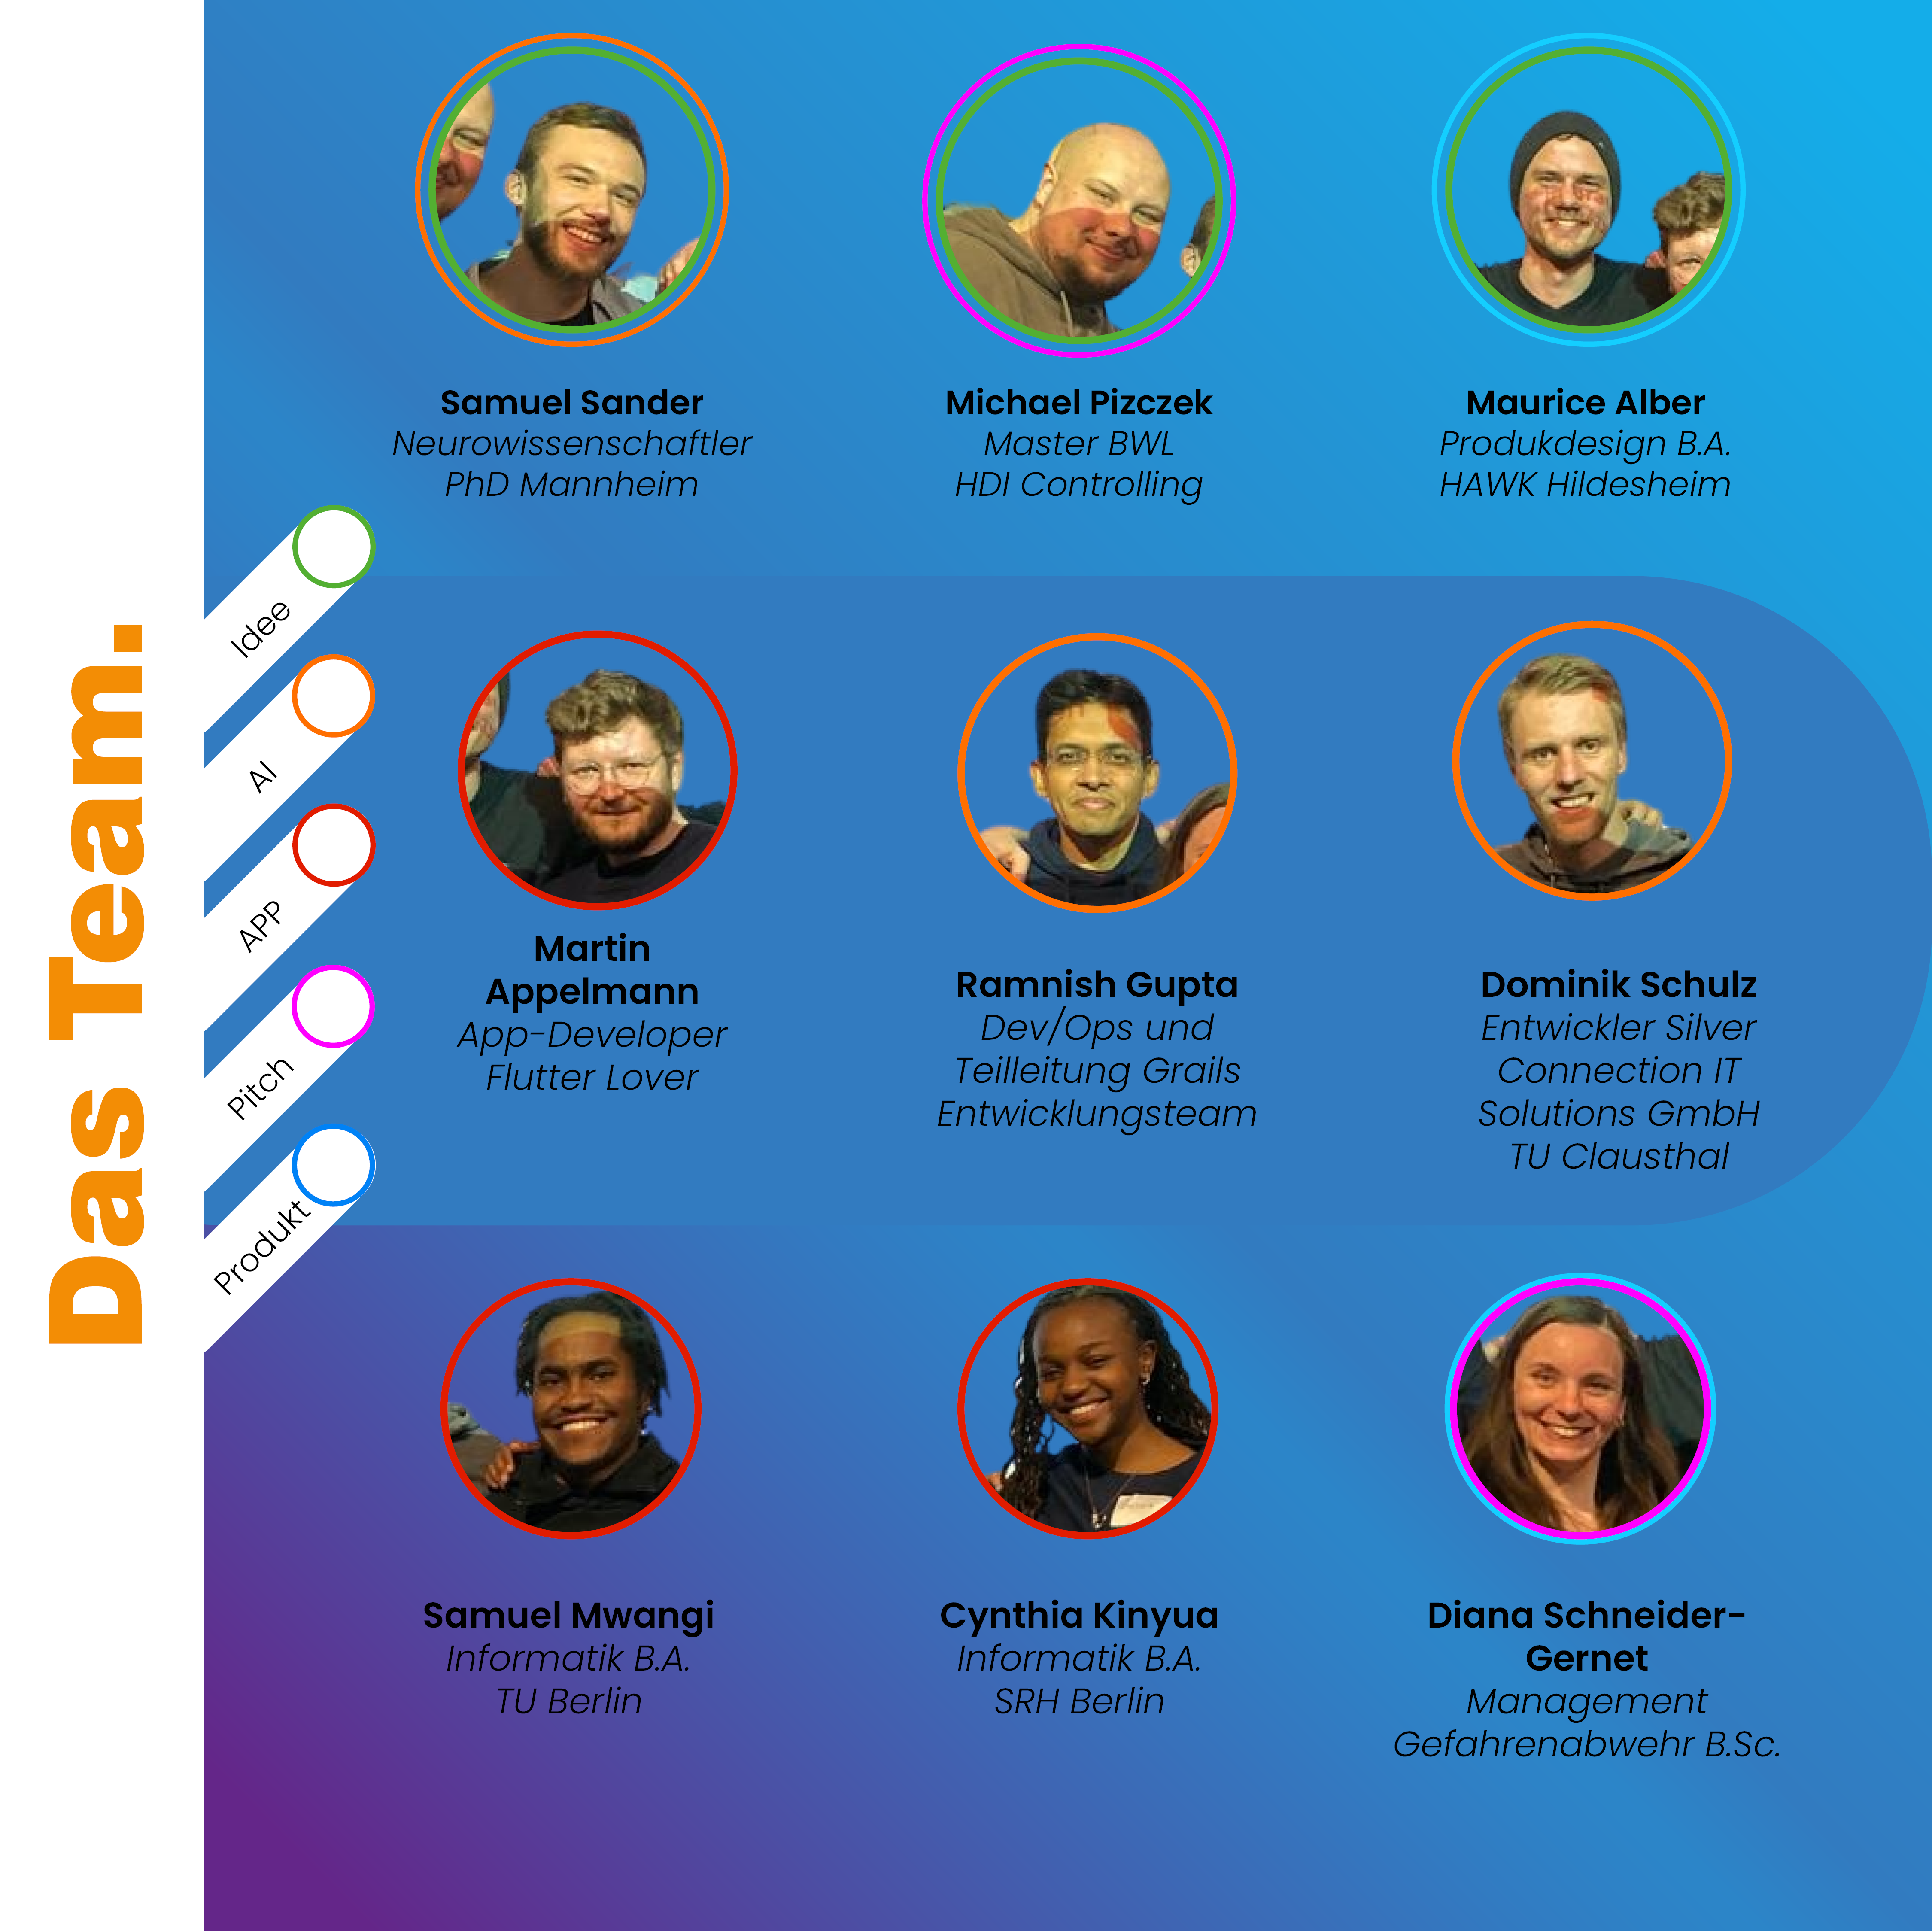 Das Team.
Idee
AI
APP
Pitch
Produkt
Samuel Sander
Neurowissenschaftler
PhD Mannheim
Michael Pizczek
Master BWL
HDI Controlling
Maurice Alber
Produkdesign B.A.
HAWK Hildesheim
Martin
Appelmann
App-Developer
Flutter Lover
Ramnish Gupta
Dev/Ops und
Teilleitung Grails
Entwicklungsteam
Dominik Schulz
Entwickler Silver
Connection IT
Solutions GmbH
TU Clausthal
Samuel Mwangi
Informatik B.A.
TU Berlin
Cynthia Kinyua
Informatik B.A.
SRH Berlin
Diana Schneider-
Gernet
Management
Gefahrenabwehr B.Sc.